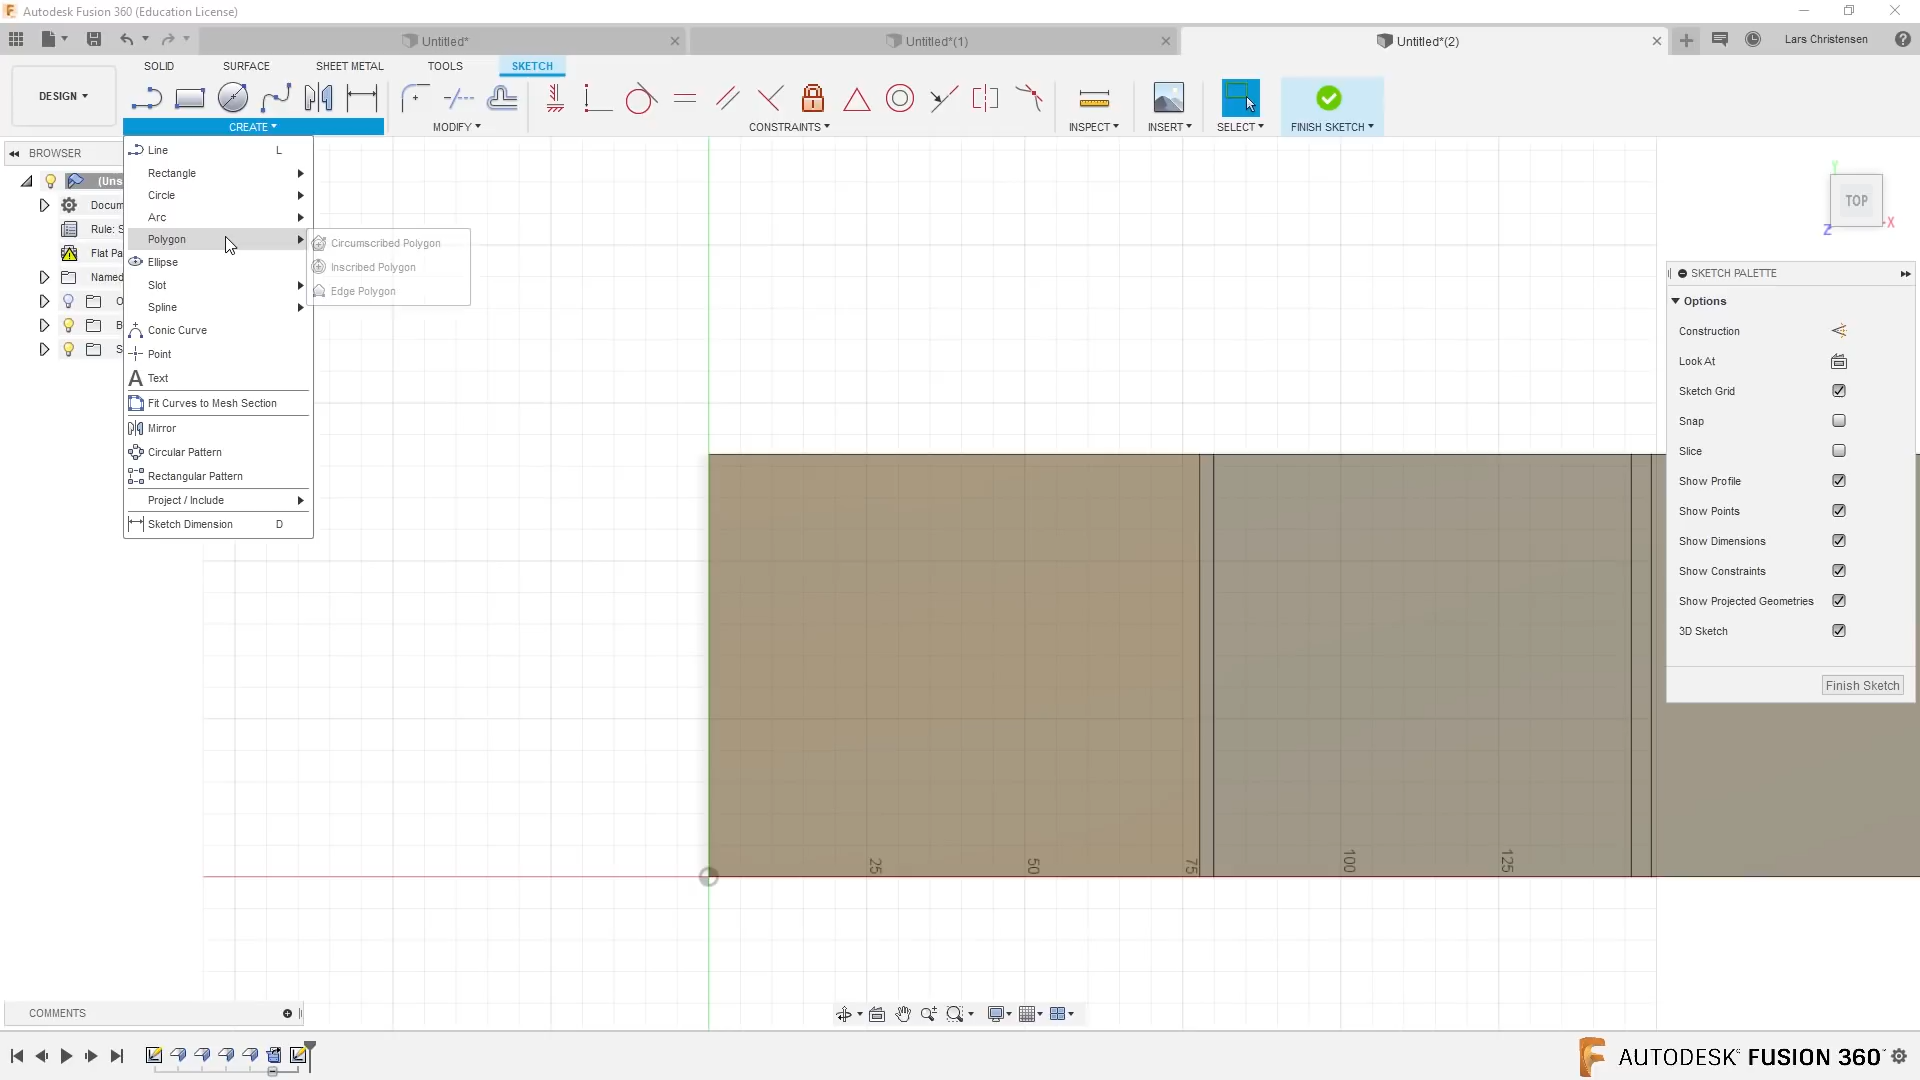 Autodesk Fusion 360 (Education License)
Untitled*
Untitled*(1)
Untitled*(2)
Lars Christensen
SOLID
SURFACE
SHEET METAL
TOOLS
SKETCH
DESIGN
CREATE
MODIFY
CONSTRAINTS
INSPECT
INSERT
SELECT
FINISH SKETCH
BROWSER
(Uns
Docum
Rule: S
Flat Pa
Named
O
B
S
Line L
Rectangle
Circle
Arc
Polygon
Ellipse
Slot
Spline
Conic Curve
Point
Text
Fit Curves to Mesh Section
Mirror
Circular Pattern
Rectangular Pattern
Project / Include
Sketch Dimension D
Circumscribed Polygon
Inscribed Polygon
Edge Polygon
25
50
75
100
125
Y
TOP
X
Z
SKETCH PALETTE
Options
Construction
Look At
Sketch Grid
Snap
Slice
Show Profile
Show Points
Show Dimensions
Show Constraints
Show Projected Geometries
3D Sketch
Finish Sketch
COMMENTS
AUTODESK FUSION 360